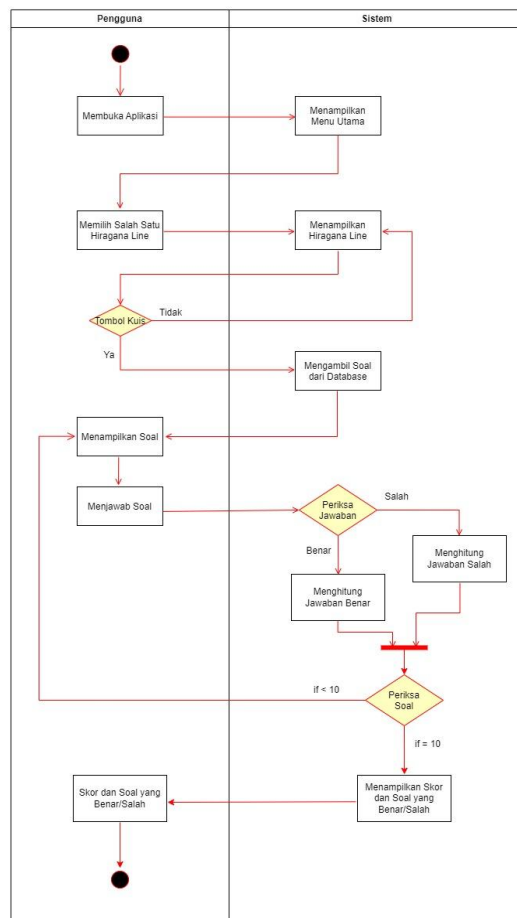 Pengguna
Sistem
Membuka Aplikasi
Menampilkan
Menu Utama
Memilih Salah Satu
Hiragana Line
Menampilkan
Hiragana Line
Tombol Kuis
Tidak
Ya
Mengambil Soal
dari Database
Menampilkan Soal
Menjawab Soal
Periksa
Jawaban
Salah
Benar
Menghitung
Jawaban Salah
Menghitung
Jawaban Benar
Periksa
Soal
if < 10
if = 10
Menampilkan Skor
dan Soal yang
Benar/Salah
Skor dan Soal yang
Benar/Salah